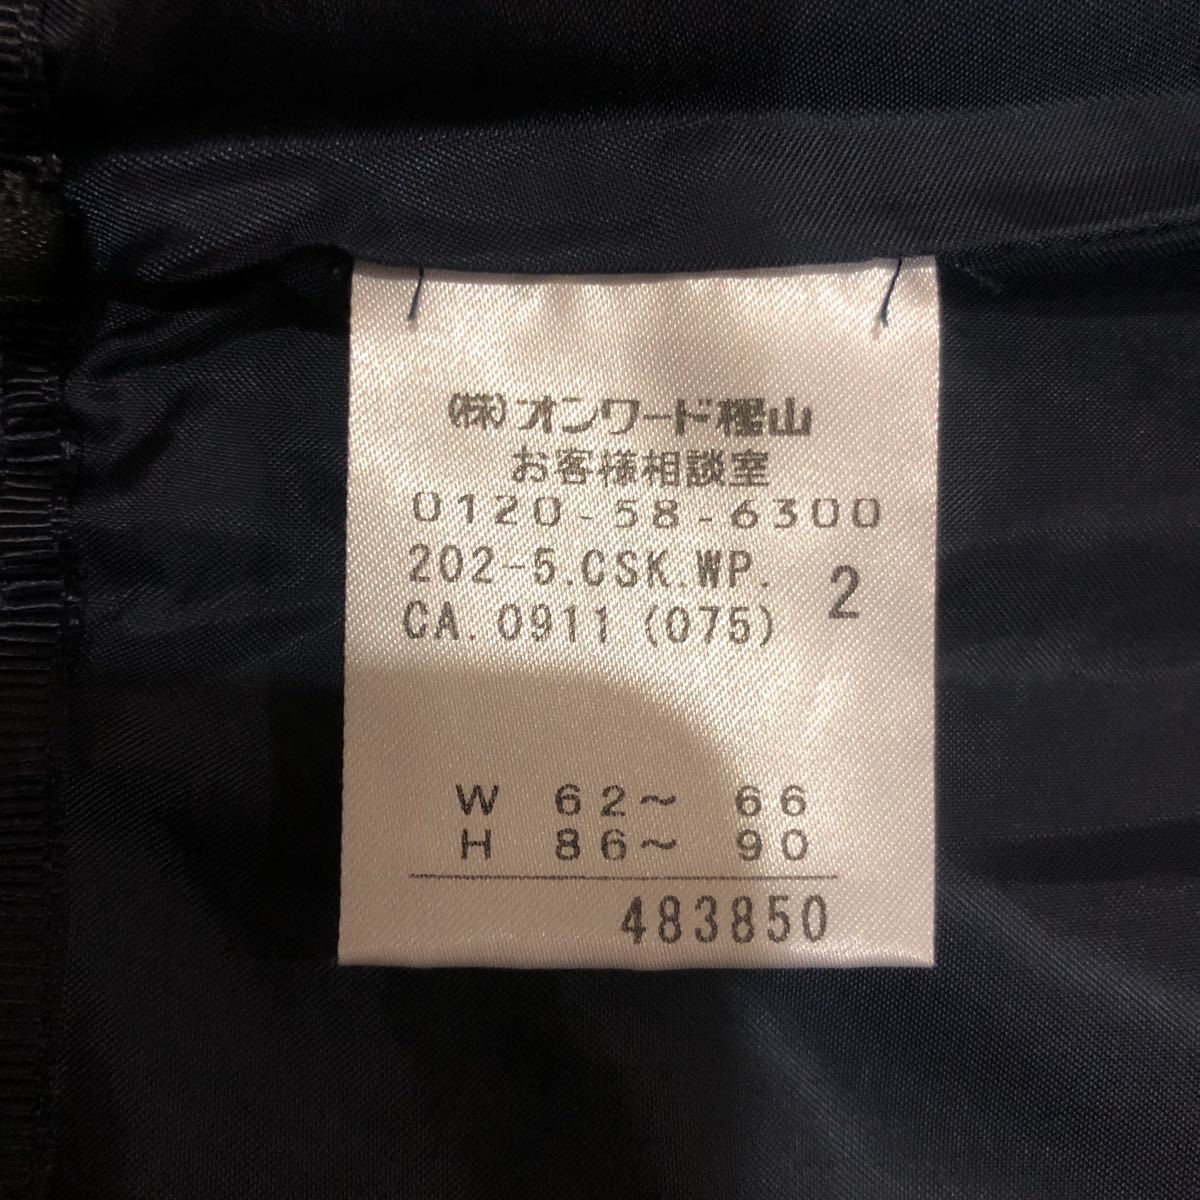 (株)オンワード樫山
お客様相談室
0120-58-6300
202-5.CSK.WP. 2
CA.0911(075)
W 62~ 66
H 86~ 90
483850